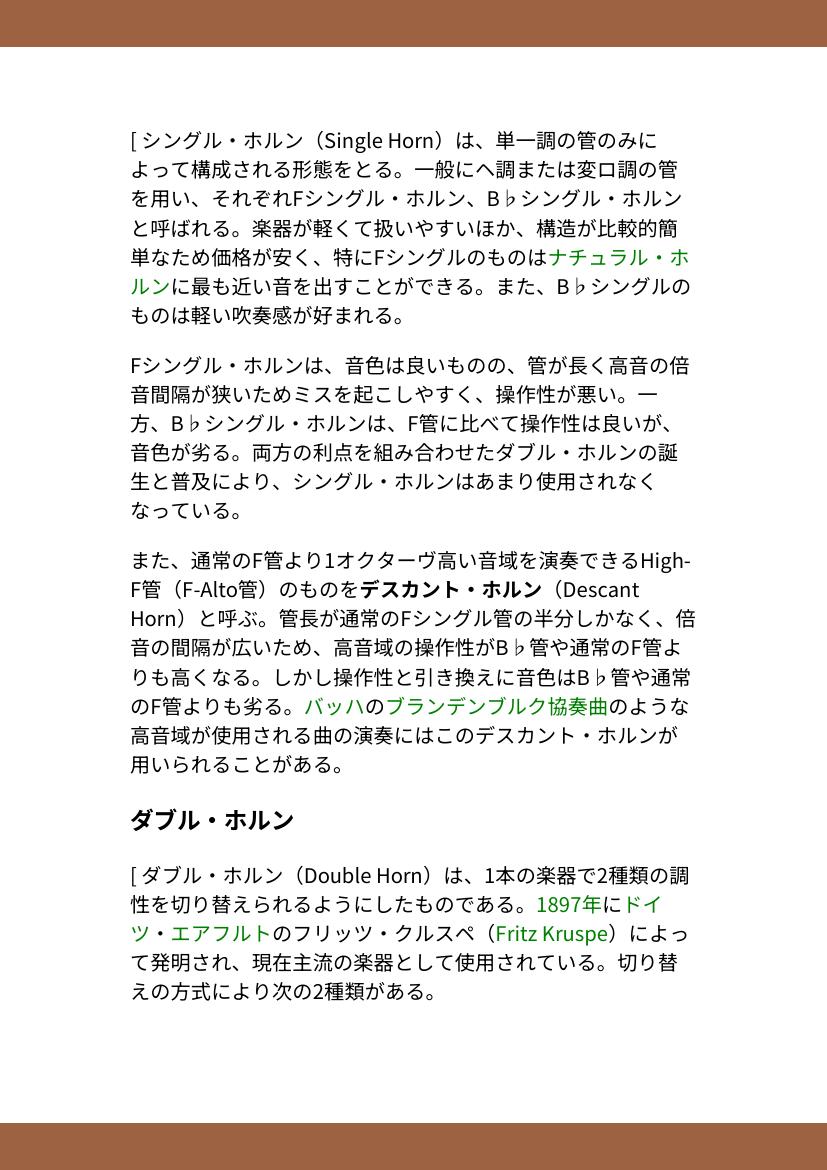 [ シングル・ホルン（Single Horn）は、単一調の管のみに
よって構成される形態をとる。一般にヘ調または変ロ調の管
を用い、それぞれFシングル・ホルン、B♭シングル・ホルン
と呼ばれる。楽器が軽くて扱いやすいほか、構造が比較的簡
単なため価格が安く、特にFシングルのものはナチュラル・ホ
ルンに最も近い音を出すことができる。また、B♭シングルの
ものは軽い吹奏感が好まれる。
Fシングル・ホルンは、音色は良いものの、管が長く高音の倍
音間隔が狭いためミスを起こしやすく、操作性が悪い。一
方、B♭シングル・ホルンは、F管に比べて操作性は良いが、
音色が劣る。両方の利点を組み合わせたダブル・ホルンの誕
生と普及により、シングル・ホルンはあまり使用されなく
なっている。
また、通常のF管より1オクターヴ高い音域を演奏できるHigh-
F管（F-Alto管）のものをデスカント・ホルン（Descant
Horn）と呼ぶ。管長が通常のFシングル管の半分しかなく、倍
音の間隔が広いため、高音域の操作性がB♭管や通常のF管よ
りも高くなる。しかし操作性と引き換えに音色はB♭管や通常
のF管よりも劣る。バッハのブランデンブルク協奏曲のような
高音域が使用される曲の演奏にはこのデスカント・ホルンが
用いられることがある。
ダブル・ホルン
[ ダブル・ホルン（Double Horn）は、1本の楽器で2種類の調
性を切り替えられるようにしたものである。1897年にドイ
ツ・エアフルトのフリッツ・クルスペ（Fritz Kruspe）によっ
て発明され、現在主流の楽器として使用されている。切り替
えの方式により次の2種類がある。